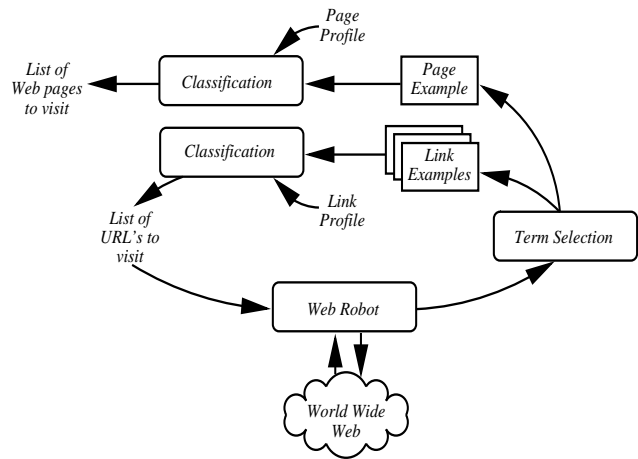 Page
Profile
List of
Web pages
to visit
Classification
Page
Example
Classification
Link
Examples
List of
URL's to
visit
Link
Profile
Term Selection
Web Robot
World Wide
Web